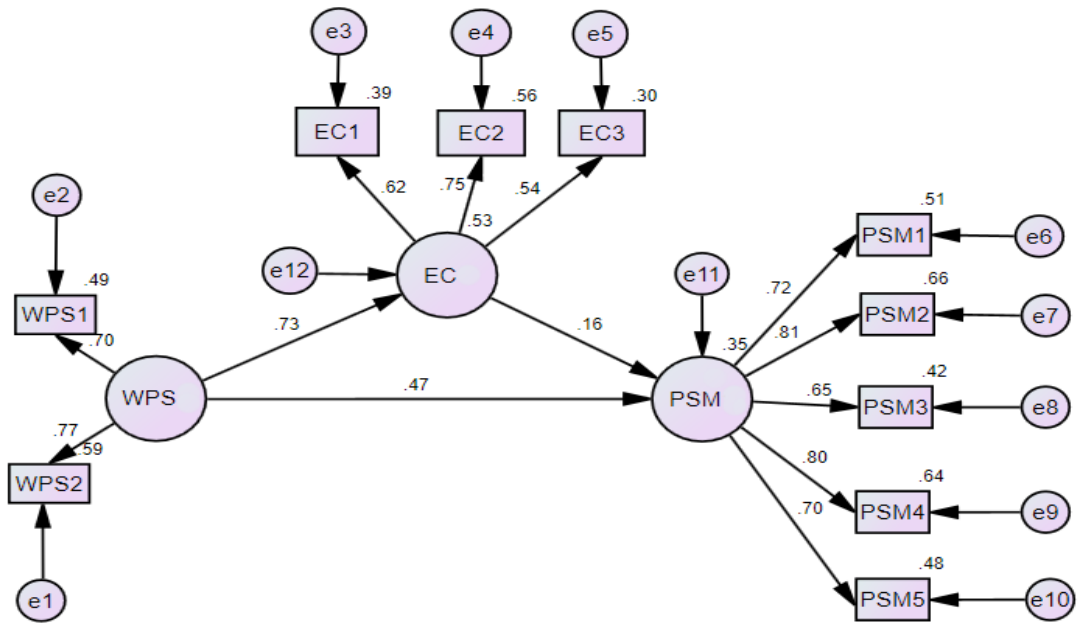 e3
e4
e5
.39
.56
.30
EC1
EC2
EC3
e2
.62
.75
.54
.53
.51
PSM1
e6
e12
EC
e11
.49
WPS1
.70
.72
.66
PSM2
e7
.73
.16
.35
.81
WPS
.47
PSM
.42
.65
PSM3
e8
.77
.59
WPS2
.80
.64
PSM4
e9
.70
.48
e1
PSM5
e10